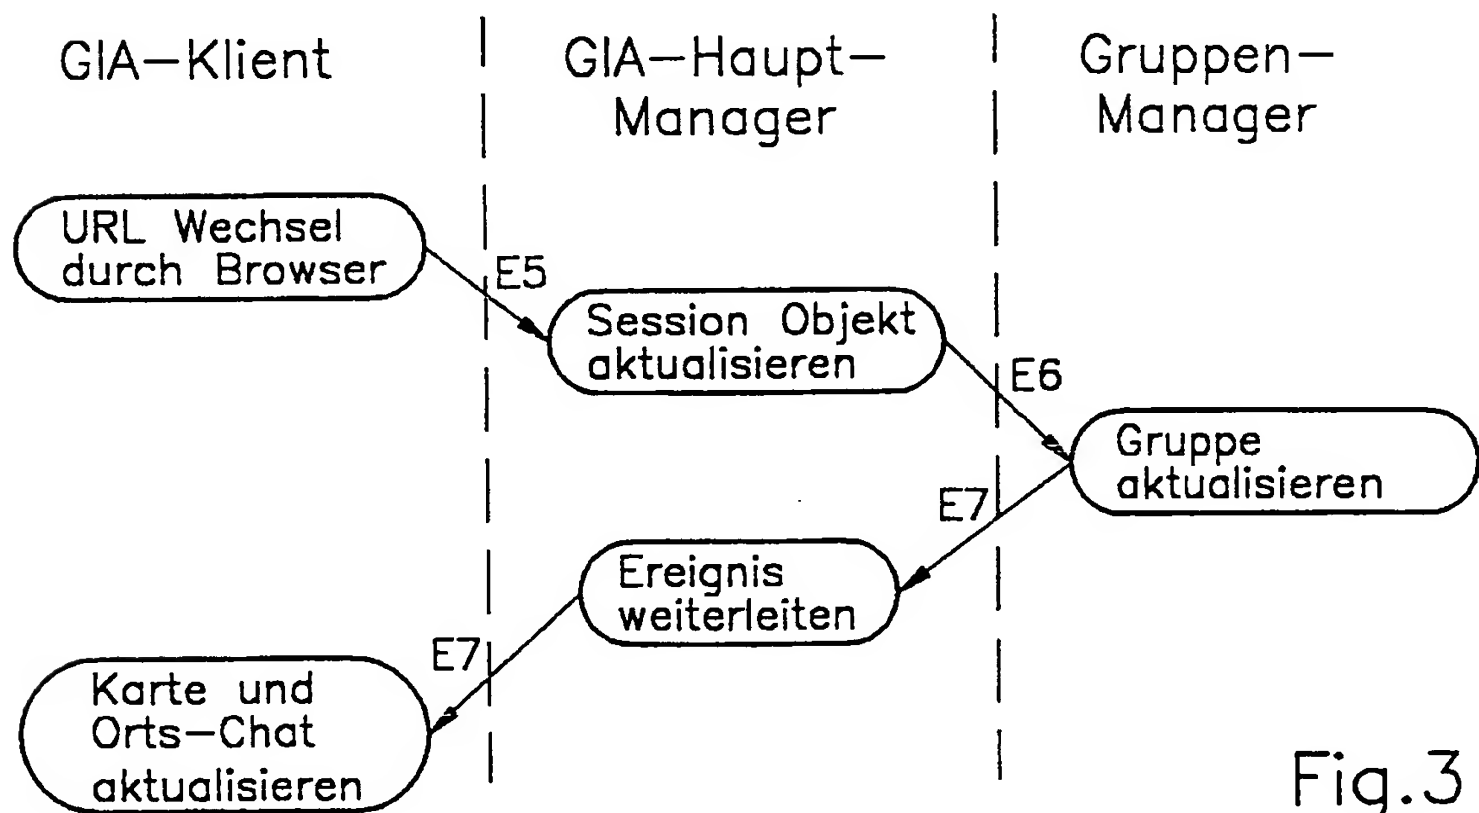 GIA-Klient
GIA-Haupt-
Manager
Gruppen-
Manager
URL Wechsel
durch Browser
E5
Session Objekt
aktualisieren
E6
Gruppe
aktualisieren
E7
Ereignis
weiterleiten
E7
Karte und
Orts-Chat
aktualisieren
Fig.3